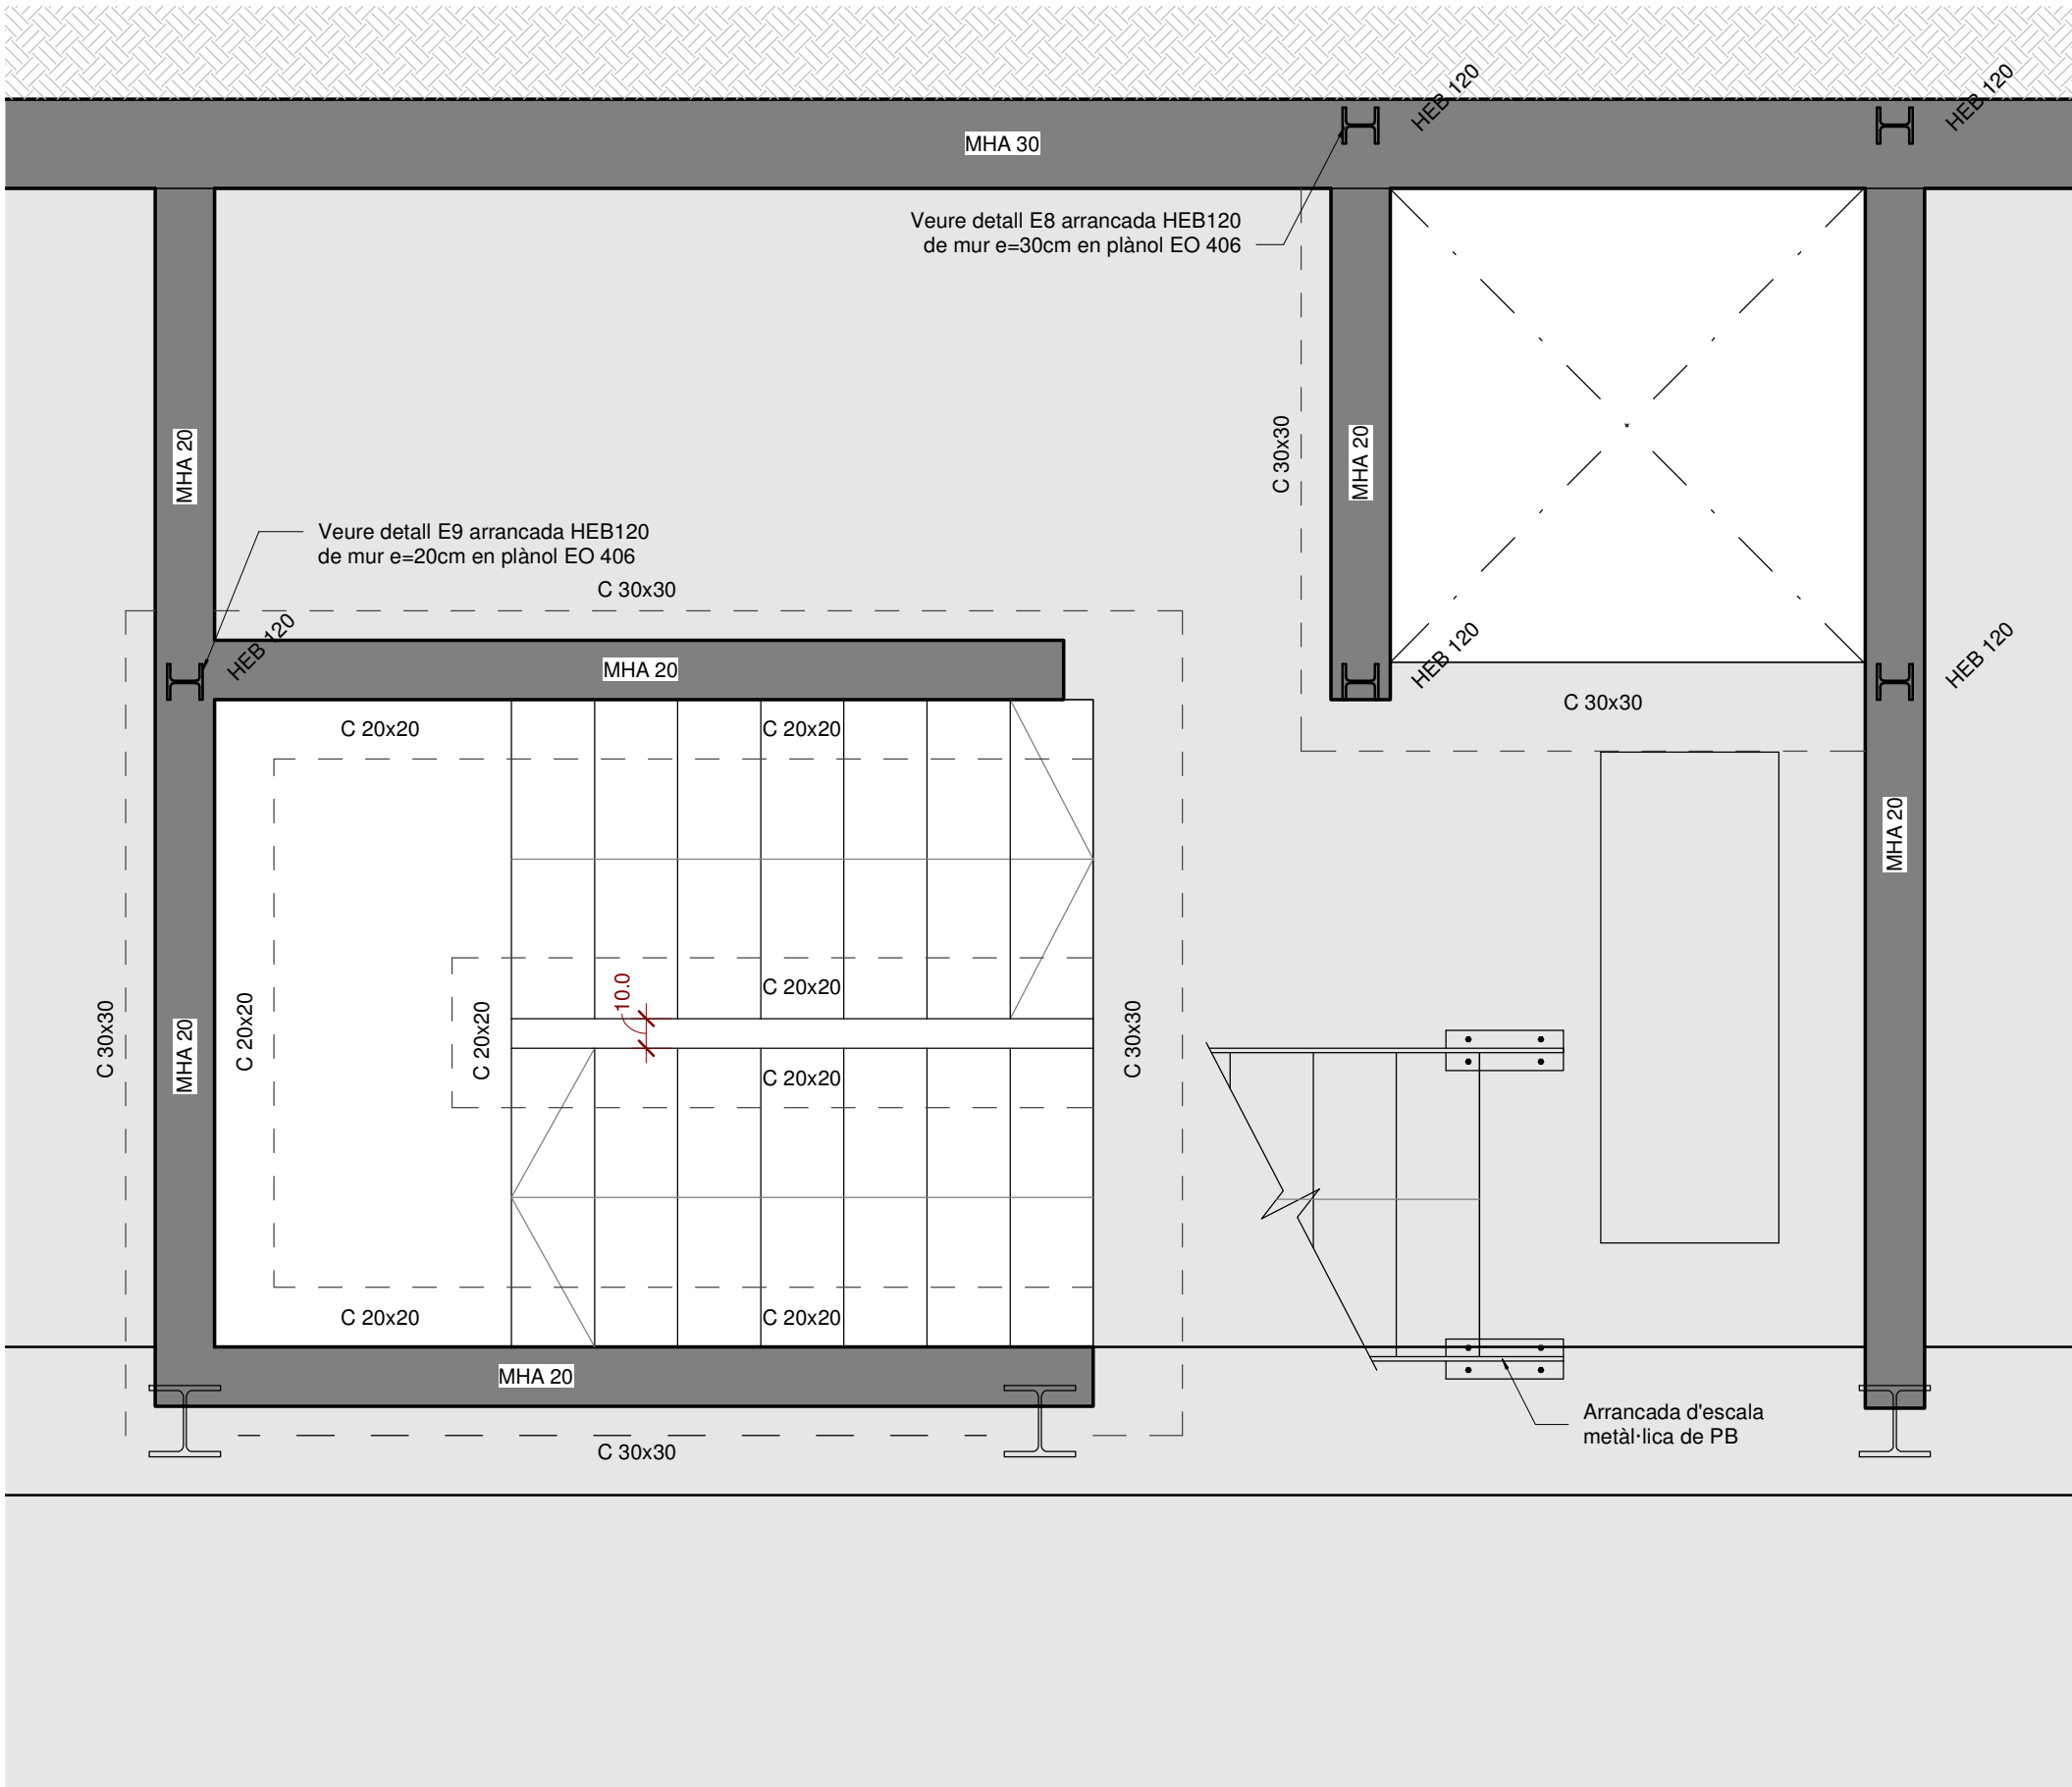 HEB 120
HEB 120
MHA 30
Veure detall E8 arrancada HEB120
de mur e=30cm en plànol EO 406
MHA 20
C 30x30
MHA 20
Veure detall E9 arrancada HEB120
de mur e=20cm en plànol EO 406
C 30x30
HEB 120
HEB 120
HEB 120
MHA 20
C 30x30
C 20x20
C 20x20
MHA 20
10.0
C 20x20
C 30x30
MHA 20
C 20x20
C 20x20
C 30x30
C 20x20
C 20x20
C 20x20
MHA 20
Arrancada d'escala
metàl·lica de PB
C 30x30